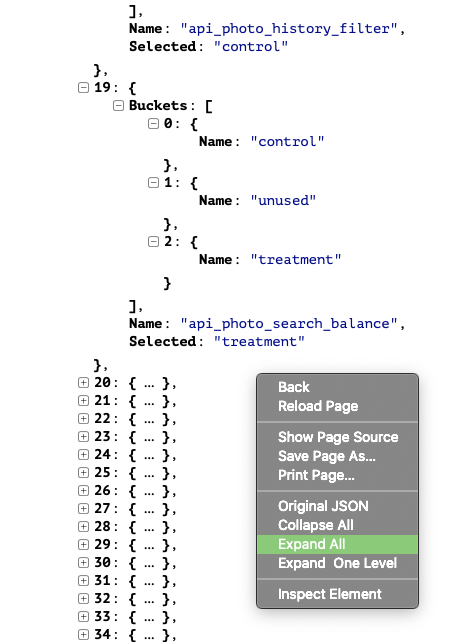 ],
Name: "api_photo_history_filter",
Selected: "control"
},
19: {
Buckets: [
0: {
Name: "control"
},
1: {
Name: "unused"
},
2: {
Name: "treatment"
}
],
Name: "api_photo_search_balance",
Selected: "treatment"
},
20: { … },
21: { … },
22: { … },
23: { … },
24: { … },
25: { … },
26: { … },
27: { … },
28: { … },
29: { … },
30: { … },
31: { … },
32: { … },
33: { … },
34: { … },
Back
Reload Page
Show Page Source
Save Page As...
Print Page...
Original JSON
Collapse All
Expand All
Expand One Level
Inspect Element